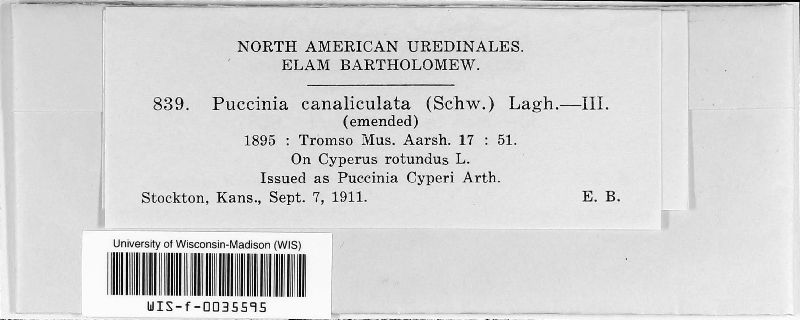 NORTH AMERICAN UREDINALES.
ELAM BARTHOLOMEW.
839. Puccinia canaliculata (Schw.) Lagh.—III.
(emended)
1895 : Tromso Mus. Aarsh. 17 : 51.
On Cyperus rotundus L.
Issued as Puccinia Cyperi Arth.
Stockton, Kans., Sept. 7, 1911. E. B.
University of Wisconsin-Madison (WIS)
WIS-f-0035595